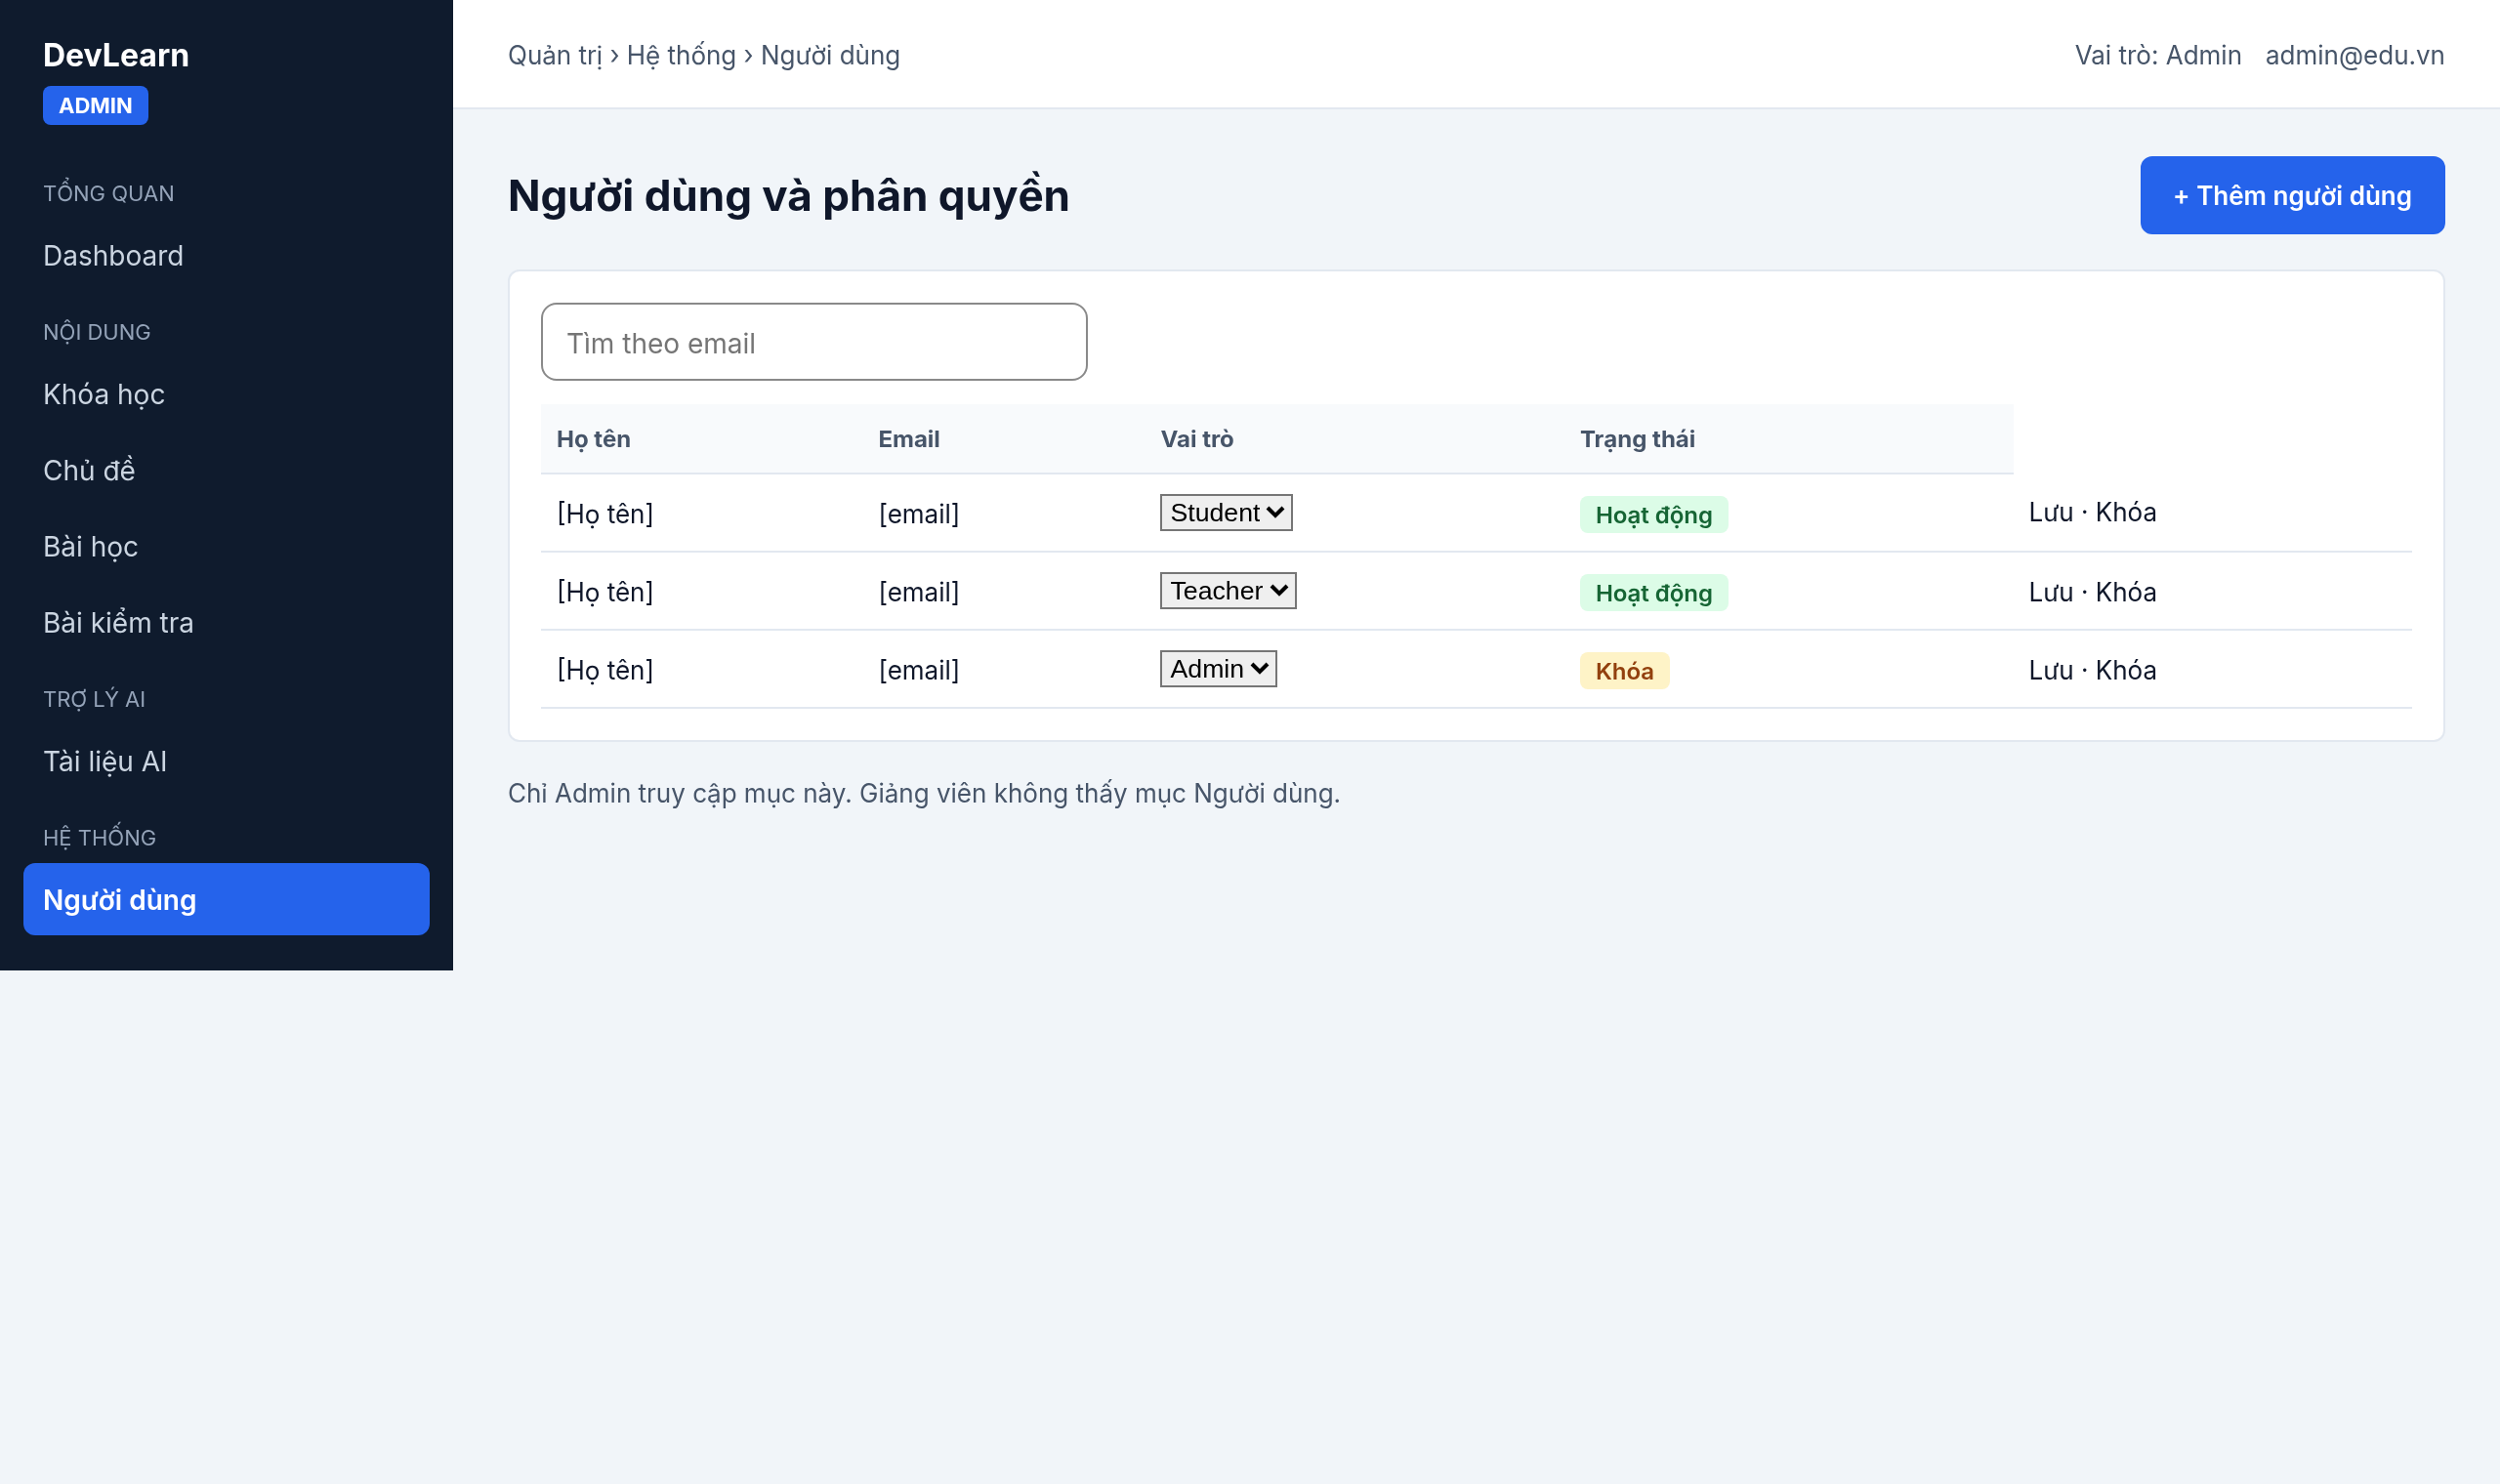 DevLearn
ADMIN
TỔNG QUAN
Dashboard
NỘI DUNG
Khóa học
Chủ đề
Bài học
Bài kiểm tra
TRỢ LÝ AI
Tài liệu AI
HỆ THỐNG
Người dùng
Quản trị › Hệ thống › Người dùng
Vai trò: Admin admin@edu.vn
Người dùng và phân quyền
+ Thêm người dùng
Tìm theo email
Họ tên Email Vai trò Trạng thái
[Họ tên] [email] Student Hoạt động Lưu · Khóa
[Họ tên] [email] Teacher Hoạt động Lưu · Khóa
[Họ tên] [email] Admin Khóa Lưu · Khóa
Chỉ Admin truy cập mục này. Giảng viên không thấy mục Người dùng.